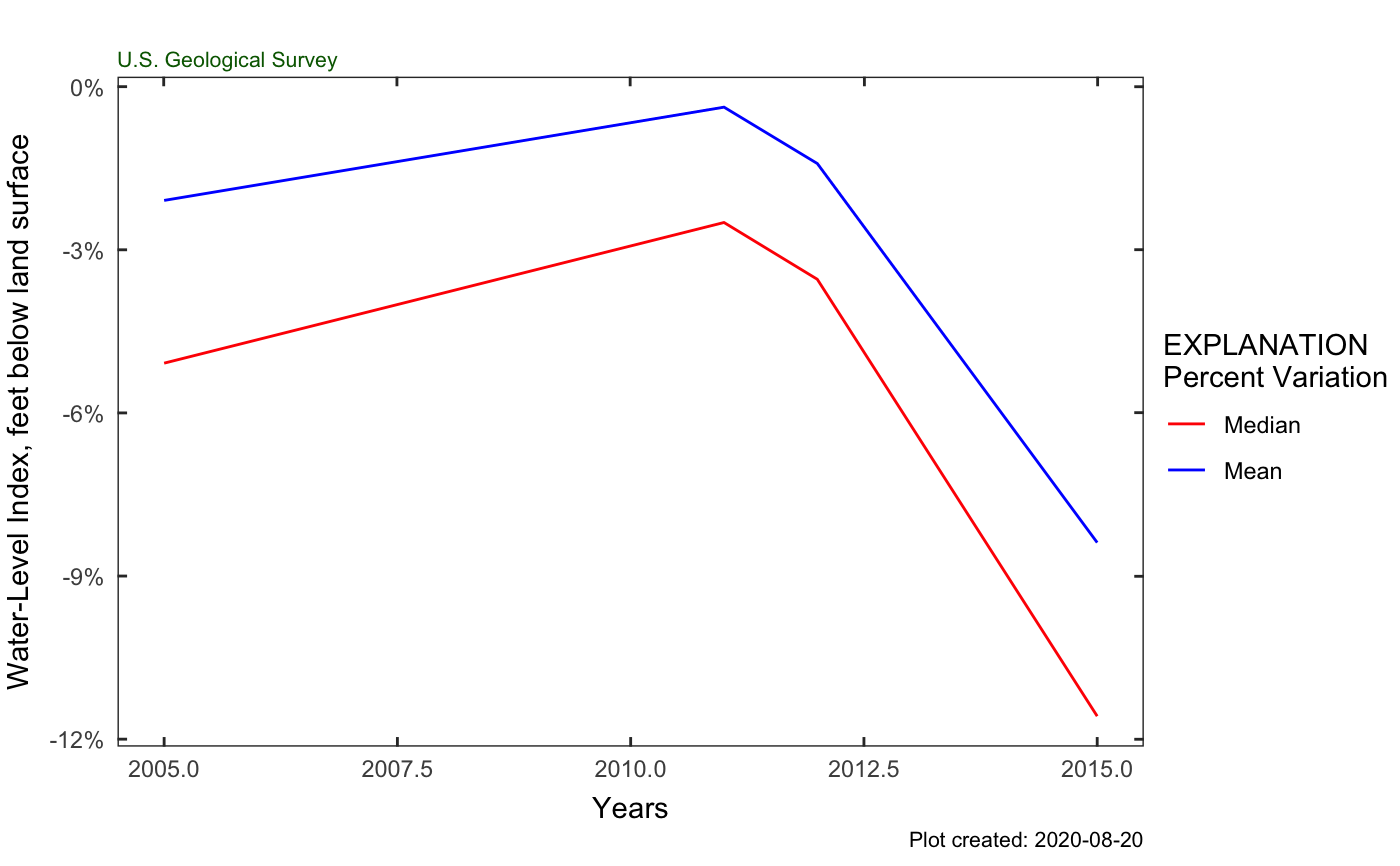 U.S. Geological Survey
Water-Level Index, feet below land surface
0%
-3%
-6%
-9%
-12%
2005.0 2007.5 2010.0 2012.5 2015.0
Years
EXPLANATION
Percent Variation
Median
Mean
Plot created: 2020-08-20